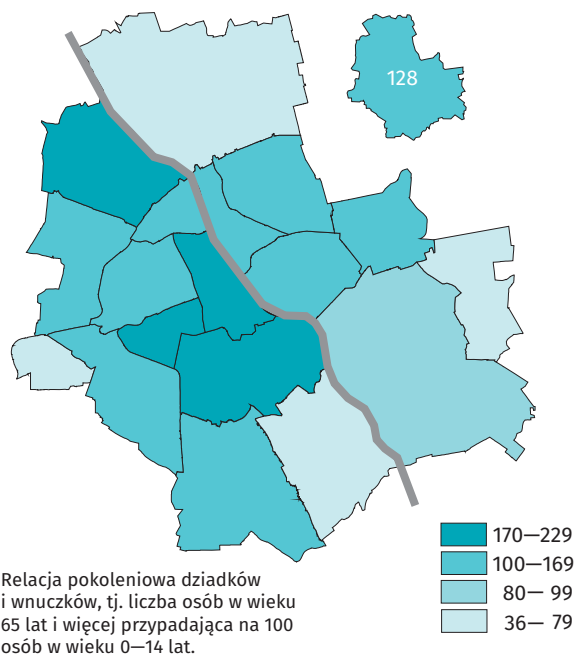 128
170—229
100—169
80— 99
36— 79
Relacja pokoleniowa dziadków
i wnuczków, tj. liczba osób w wieku
65 lat i więcej przypadająca na 100
osób w wieku 0—14 lat.